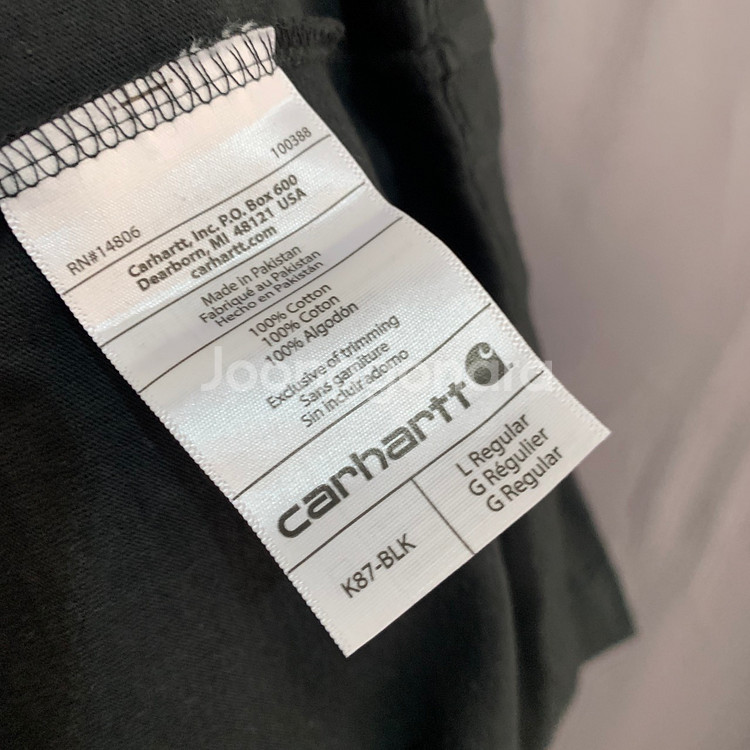 100388
RN#14806
Carhartt, Inc. P.O. Box 600
Dearborn, MI 48121 USA
carhartt.com
Made in Pakistan
Fabriqué au Pakistan
Hecho en Pakistán
100% Cotton
100% Coton
100% Algodón
Exclusive of trimming
Sans garniture
Sin incluir adorno
Joonggonara
carhartt
K87-BLK
L Regular
G Régulier
G Regular